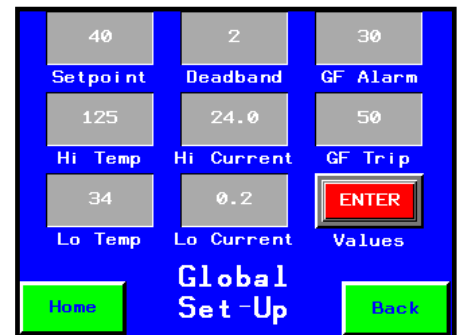 40 2 30
Setpoint Deadband GF Alarm
125 24.0 50
Hi Temp Hi Current GF Trip
34 0.2 ENTER
Lo Temp Lo Current Values
Global
Set-Up
Home Back